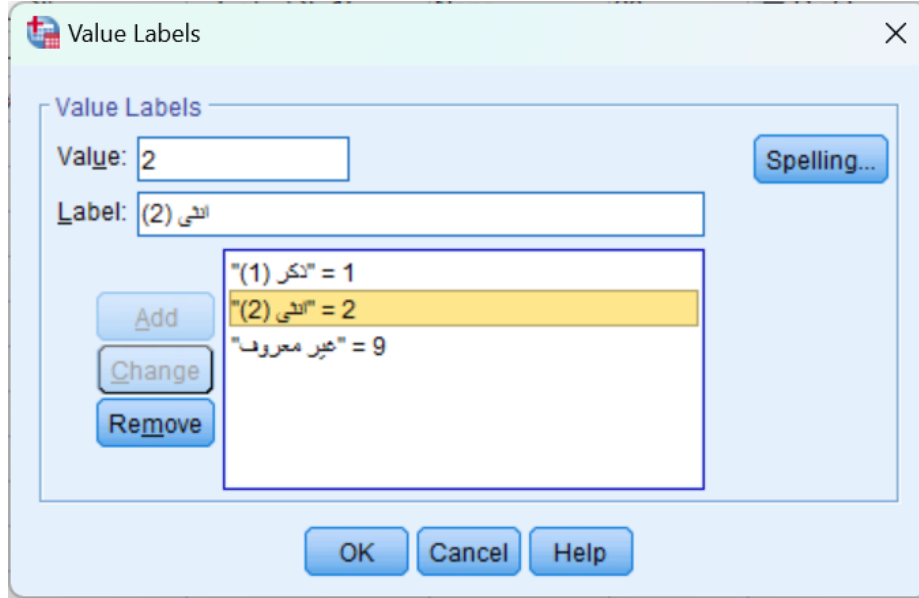 Value Labels
Value Labels
Value: 2
Spelling...
Label: انثى (2)
1 = "ذكر (1)"
2 = "انثى (2)"
9 = "غير معروف"
Add
Change
Remove
OK Cancel Help